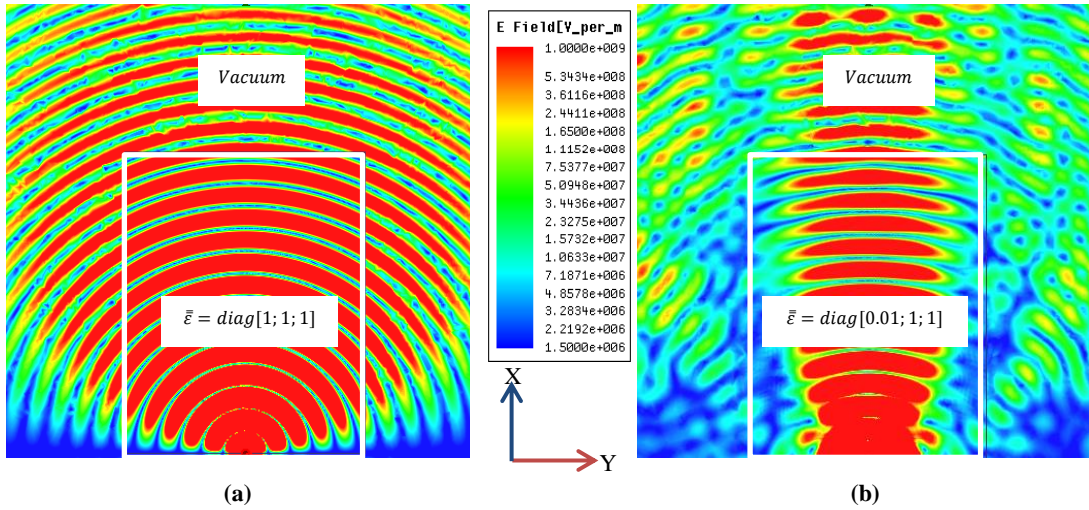 Vacuum
ε̿ = diag[1; 1; 1]
(a)
E Field[Y_per_m
1.0000e+009
5.3434e+008
3.6116e+008
2.4411e+008
1.6500e+008
1.1152e+008
7.5377e+007
5.0948e+007
3.4436e+007
2.3275e+007
1.5732e+007
1.0633e+007
7.1871e+006
4.8578e+006
3.2834e+006
2.2192e+006
1.5000e+006
X
Y
Vacuum
ε̿ = diag[0.01; 1; 1]
(b)